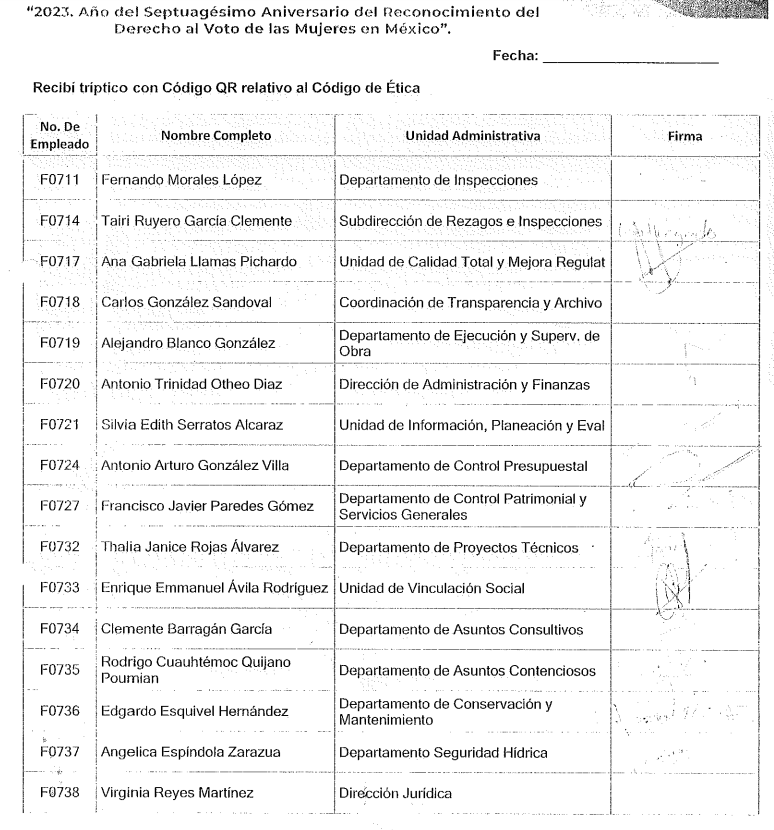 “2023. Año del Septuagésimo Aniversario del Reconocimiento del
Derecho al Voto de las Mujeres en México”.
Fecha:
Recibí tríptico con Código QR relativo al Código de Ética
No. De Empleado Nombre Completo Unidad Administrativa Firma
F0711 Fernando Morales López Departamento de Inspecciones
F0714 Tairi Ruyero García Clemente Subdirección de Rezagos e Inspecciones
F0717 Ana Gabriela Llamas Pichardo Unidad de Calidad Total y Mejora Regulat
F0718 Carlos González Sandoval Coordinación de Transparencia y Archivo
F0719 Alejandro Blanco González Departamento de Ejecución y Superv. de
Obra
F0720 Antonio Trinidad Otheo Diaz Dirección de Administración y Finanzas
F0721 Silvia Edith Serratos Alcaraz Unidad de Información, Planeación y Eval
F0724 Antonio Arturo González Villa Departamento de Control Presupuestal
F0727 Francisco Javier Paredes Gómez Departamento de Control Patrimonial y
Servicios Generales
F0732 Thalía Janice Rojas Álvarez Departamento de Proyectos Técnicos
F0733 Enrique Emmanuel Ávila Rodríguez Unidad de Vinculación Social
F0734 Clemente Barragán García Departamento de Asuntos Consultivos
F0735 Rodrigo Cuauhtémoc Quijano
Poumian Departamento de Asuntos Contenciosos
F0736 Edgardo Esquivel Hernández Departamento de Conservación y
Mantenimiento
F0737 Angelica Espíndola Zarazua Departamento Seguridad Hídrica
F0738 Virginia Reyes Martínez Dirección Jurídica